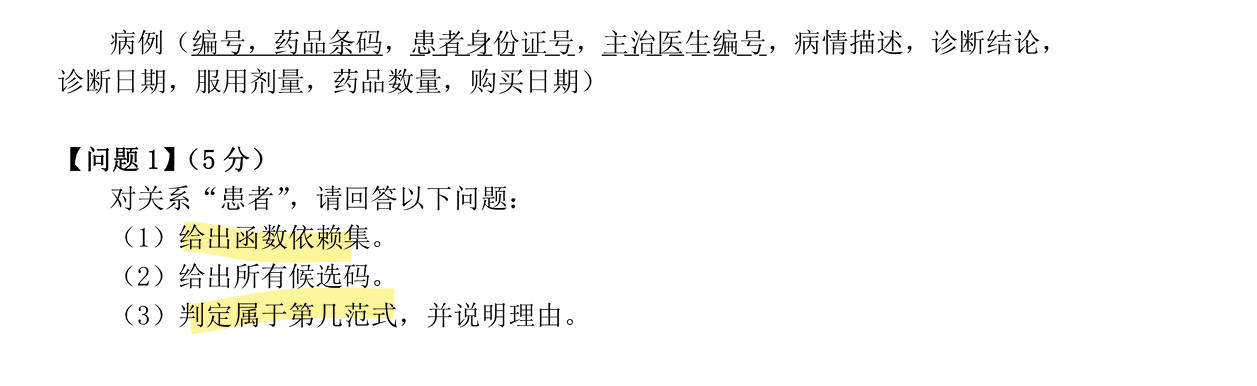 病例（编号，药品条码，患者身份证号，主治医生编号，病情描述，诊断结论，
诊断日期，服用剂量，药品数量，购买日期）
【问题1】（5分）
对关系“患者”，请回答以下问题：
（1）给出函数依赖集。
（2）给出所有候选码。
（3）判定属于第几范式，并说明理由。